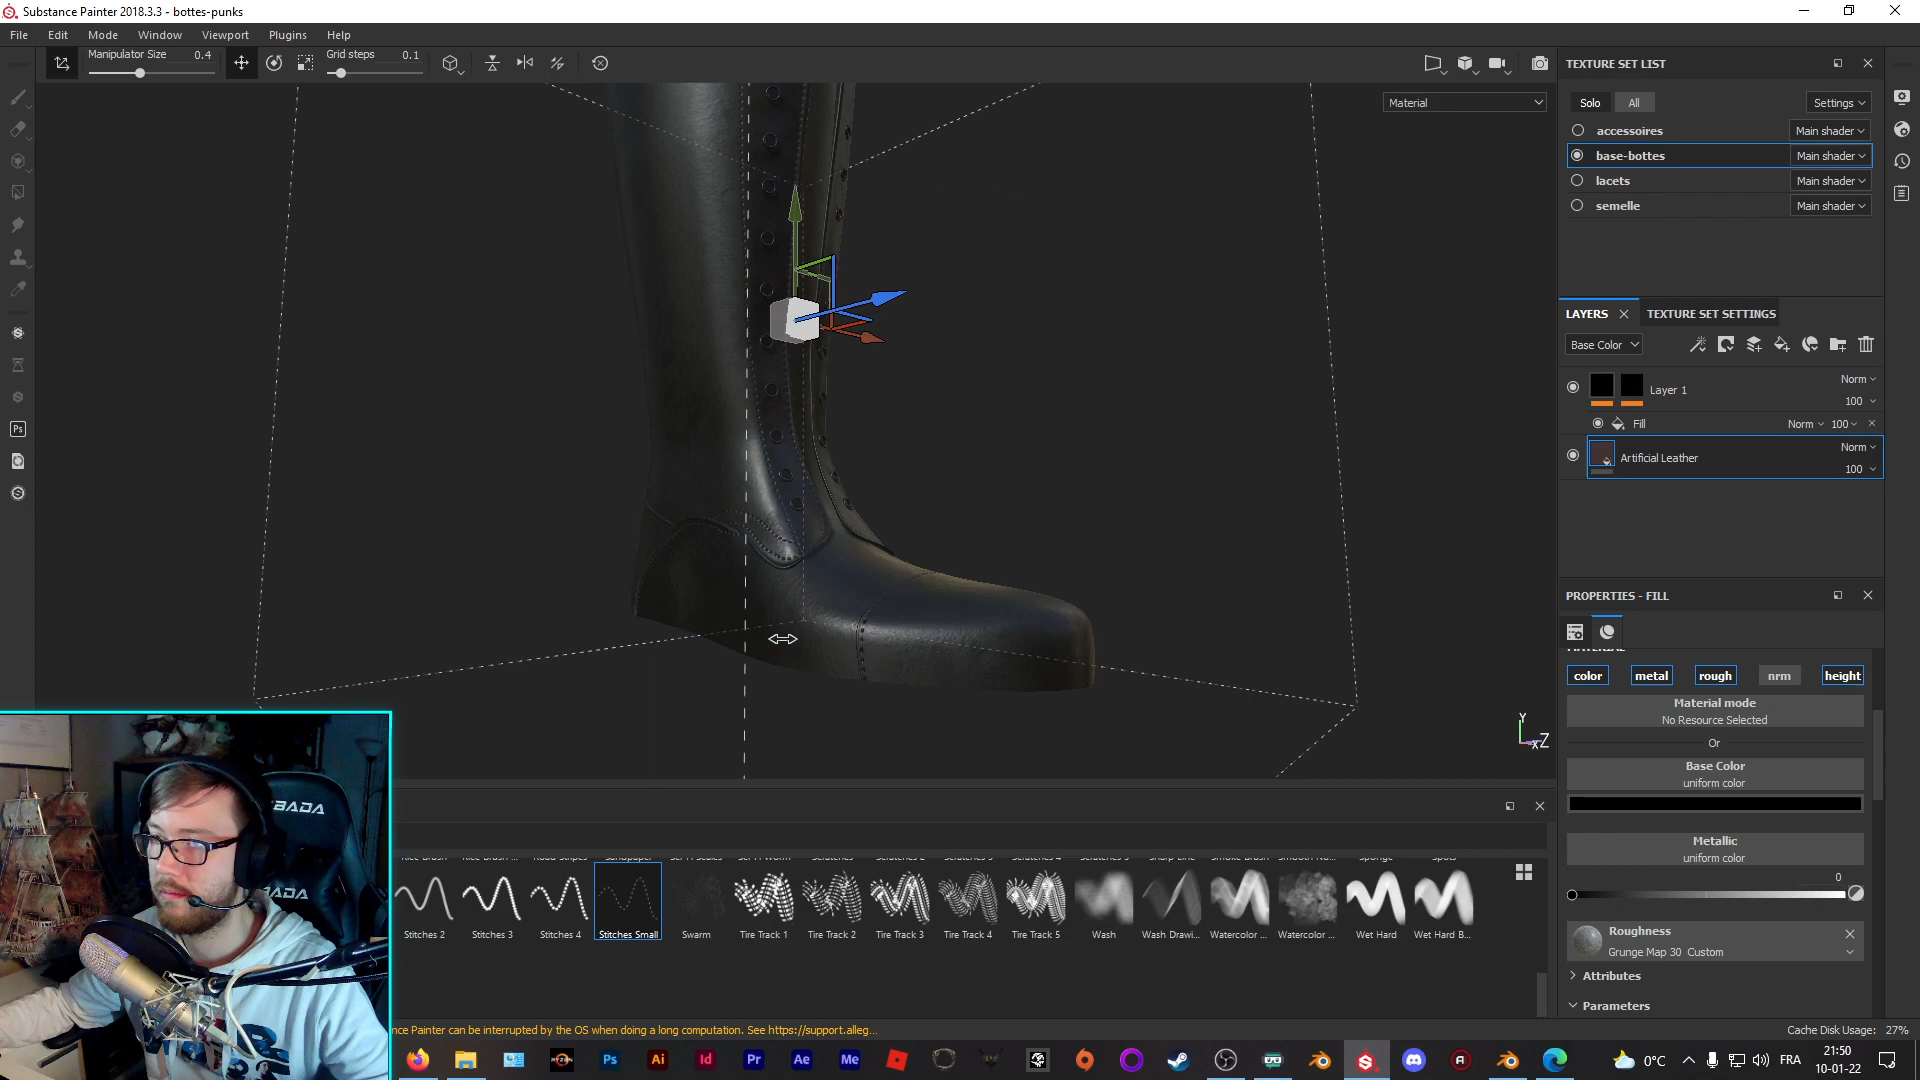 Substance Painter 2018.3.3 - bottes-punks
File Edit Mode Window Viewport Plugins Help
Manipulator Size 0.4 Grid steps 0.1
Material
TEXTURE SET LIST
Solo All Settings
accessoires Main shader
base-bottes Main shader
lacets Main shader
semelle Main shader
LAYERS TEXTURE SET SETTINGS
Base Color
Layer 1 Norm
100
Fill Norm 100
Artificial Leather Norm
100
PROPERTIES - FILL
color metal rough nrm height
Material mode
No Resource Selected
Or
Base Color
uniform color
Metallic
uniform color
0
Roughness
Grunge Map 30 Custom
Attributes
Parameters
Y
Z
X
Stitches 2 Stitches 3 Stitches 4 Stitches Small Swarm Tire Track 1 Tire Track 2 Tire Track 3 Tire Track 4 Tire Track 5 Wash Wash Drawi... Watercolor ... Watercolor ... Wet Hard Wet Hard B...
nce Painter can be interrupted by the OS when doing a long computation. See https://support.alleg...
Cache Disk Usage: 27%
Ps
RYZEN Ps Ai Id Pr Ae Me
0°C FRA 21:50
10-01-22